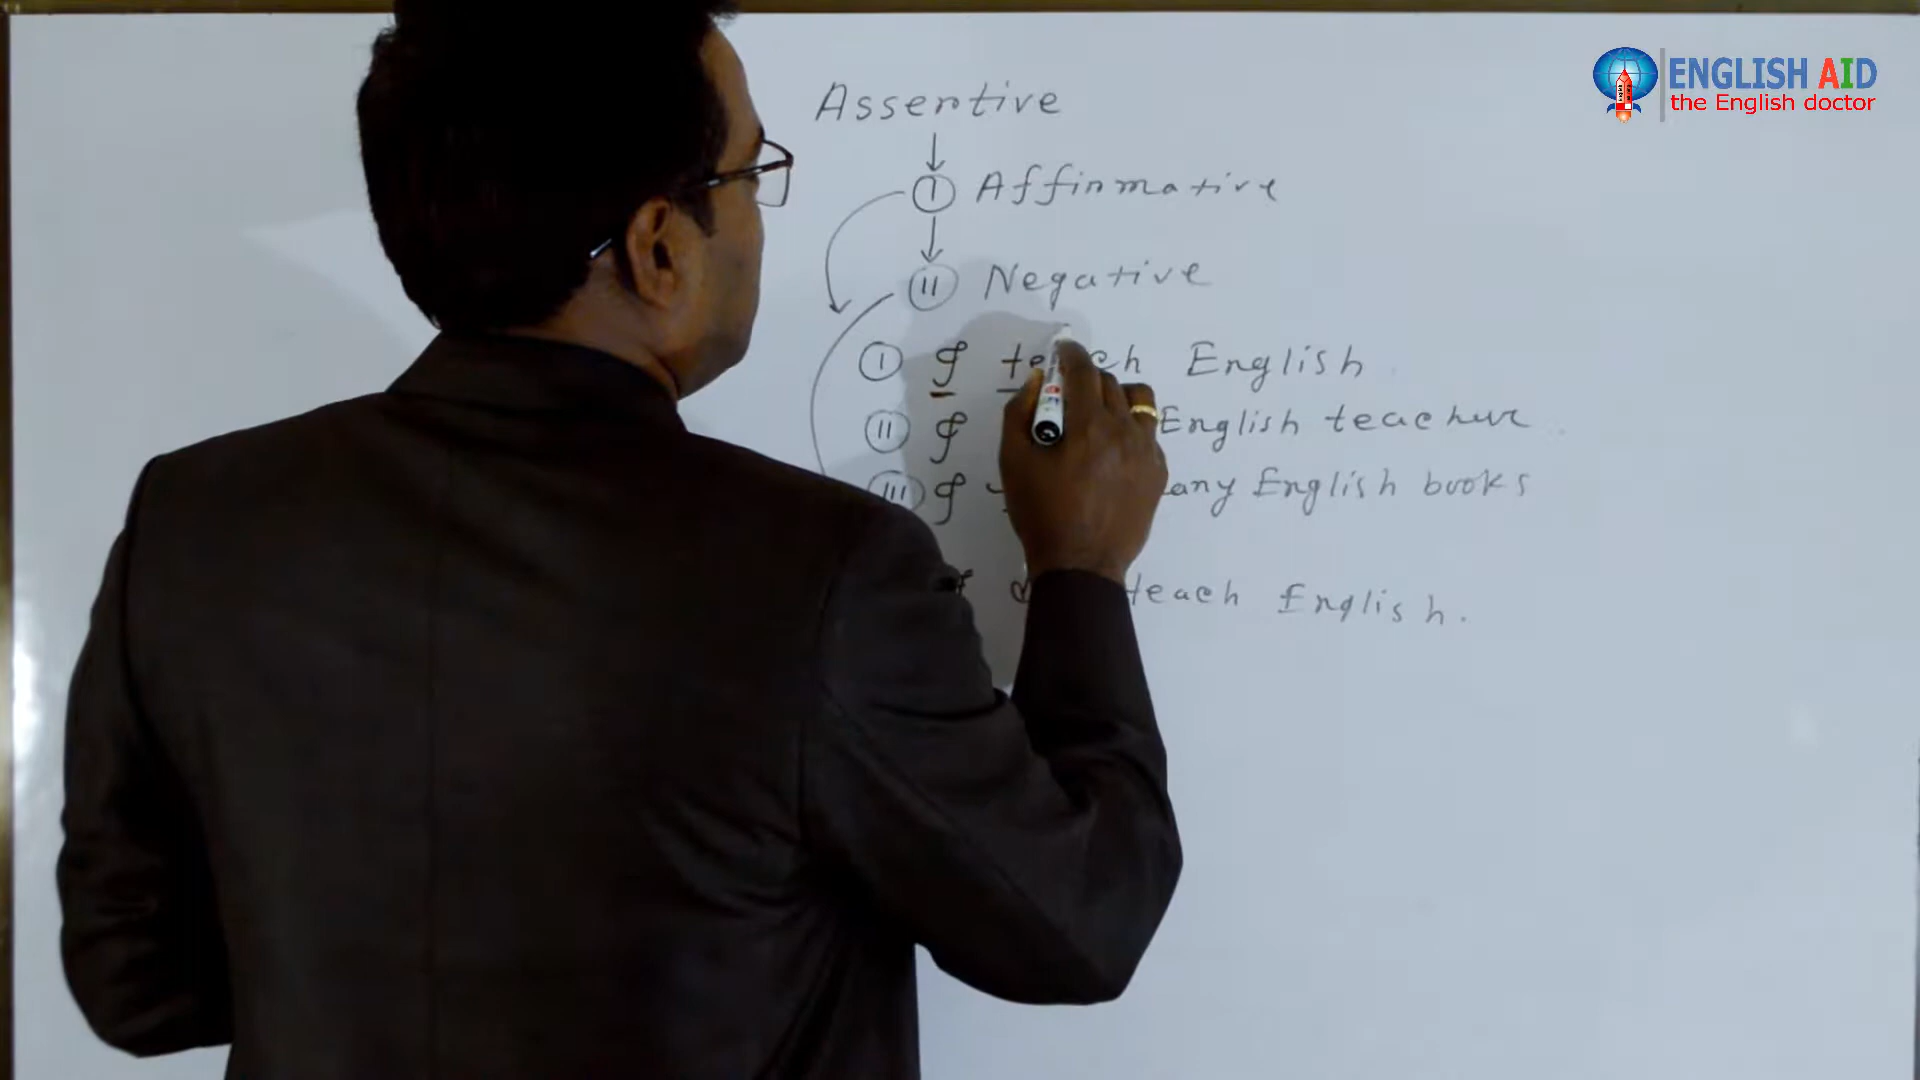 ENGLISH AID
the English doctor
Assertive
I Affirmative
II Negative
I I teach English
II I English teacher
III I any English books
teach English.